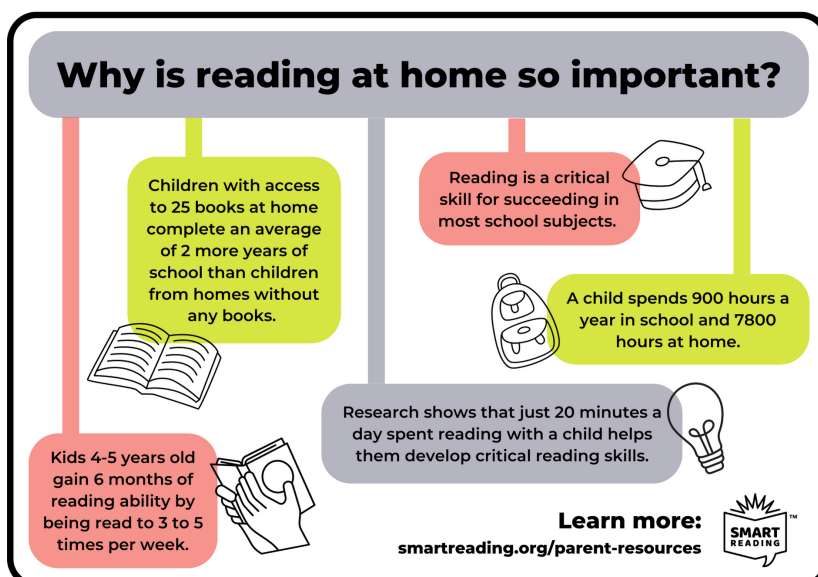 Why is reading at home so important?
Children with access
to 25 books at home
complete an average
of 2 more years of
school than children
from homes without
any books.
Reading is a critical
skill for succeeding in
most school subjects.
A child spends 900 hours a
year in school and 7800
hours at home.
Research shows that just 20 minutes a
day spent reading with a child helps
them develop critical reading skills.
Kids 4-5 years old
gain 6 months of
reading ability by
being read to 3 to 5
times per week.
Learn more:
smartreading.org/parent-resources
SMART
READING
™